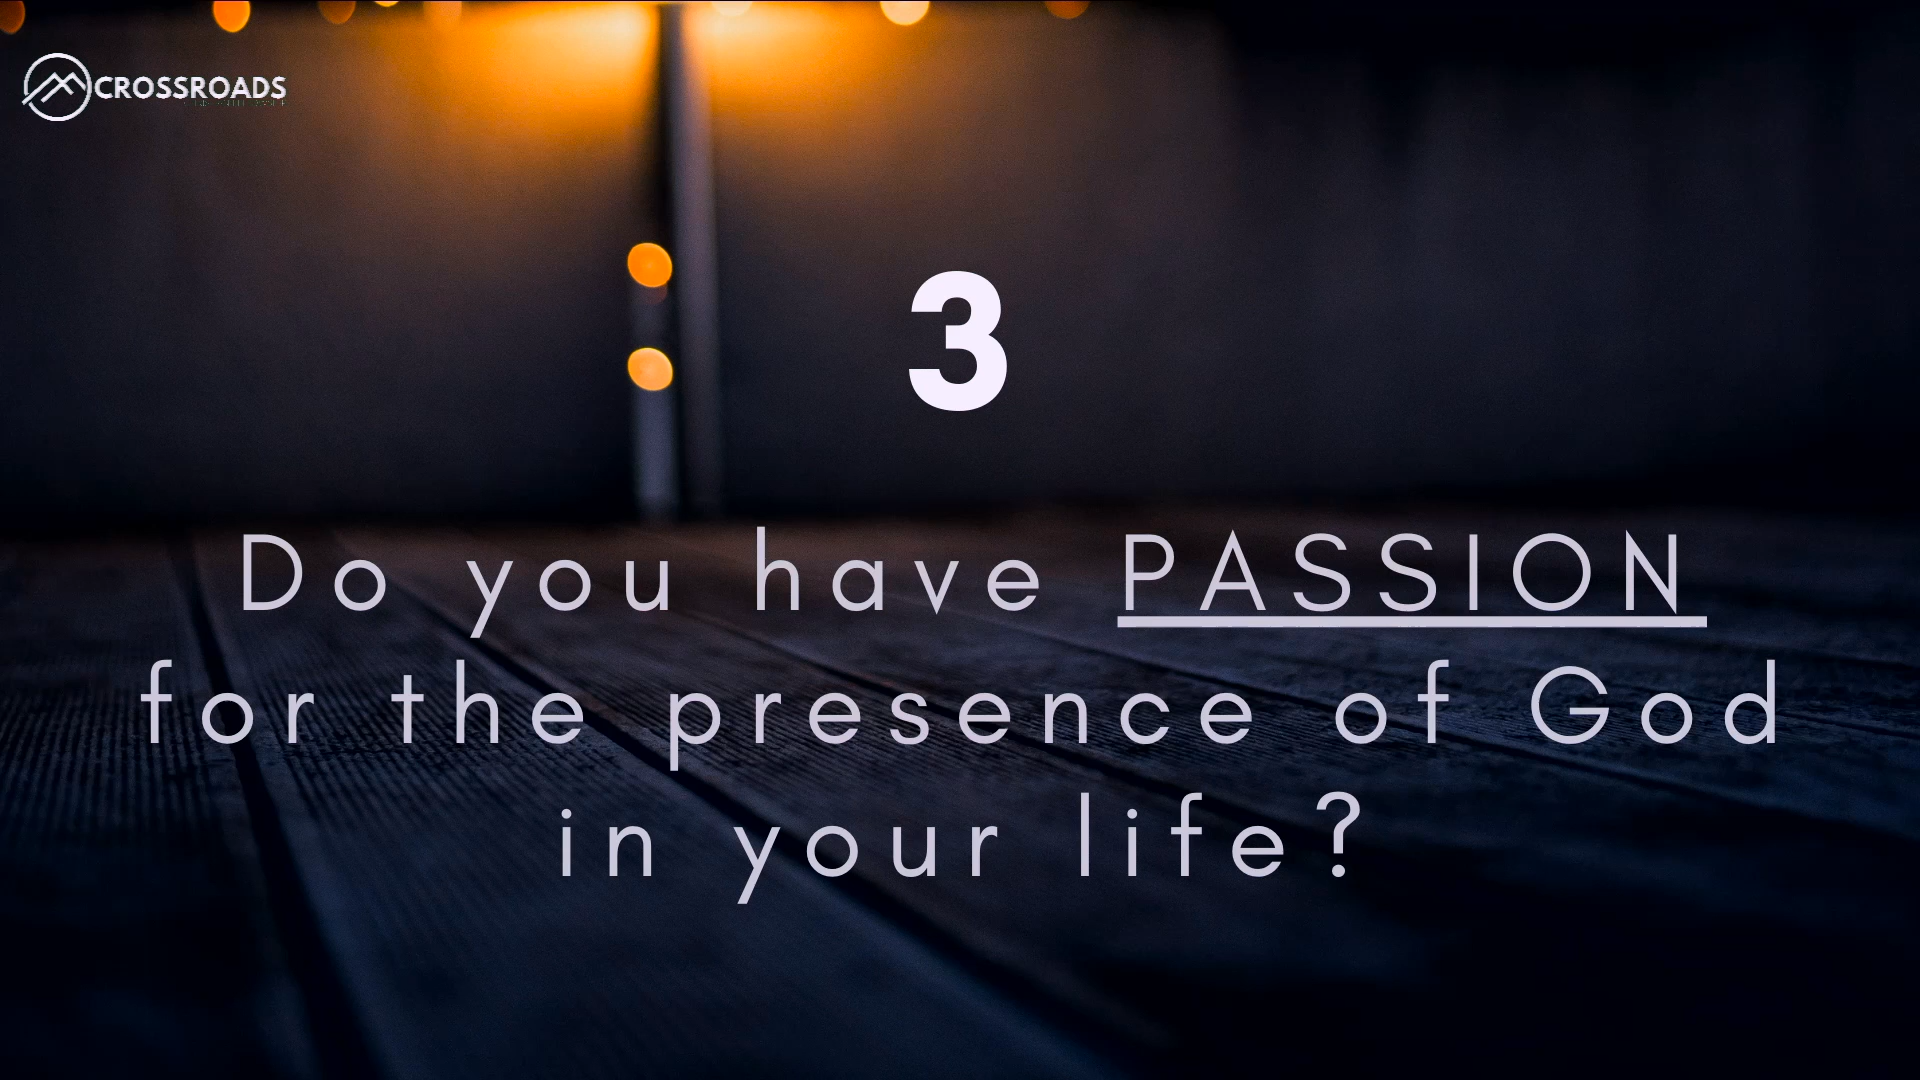 CROSSROADS
3
Do you have PASSION
for the presence of God
in your life?